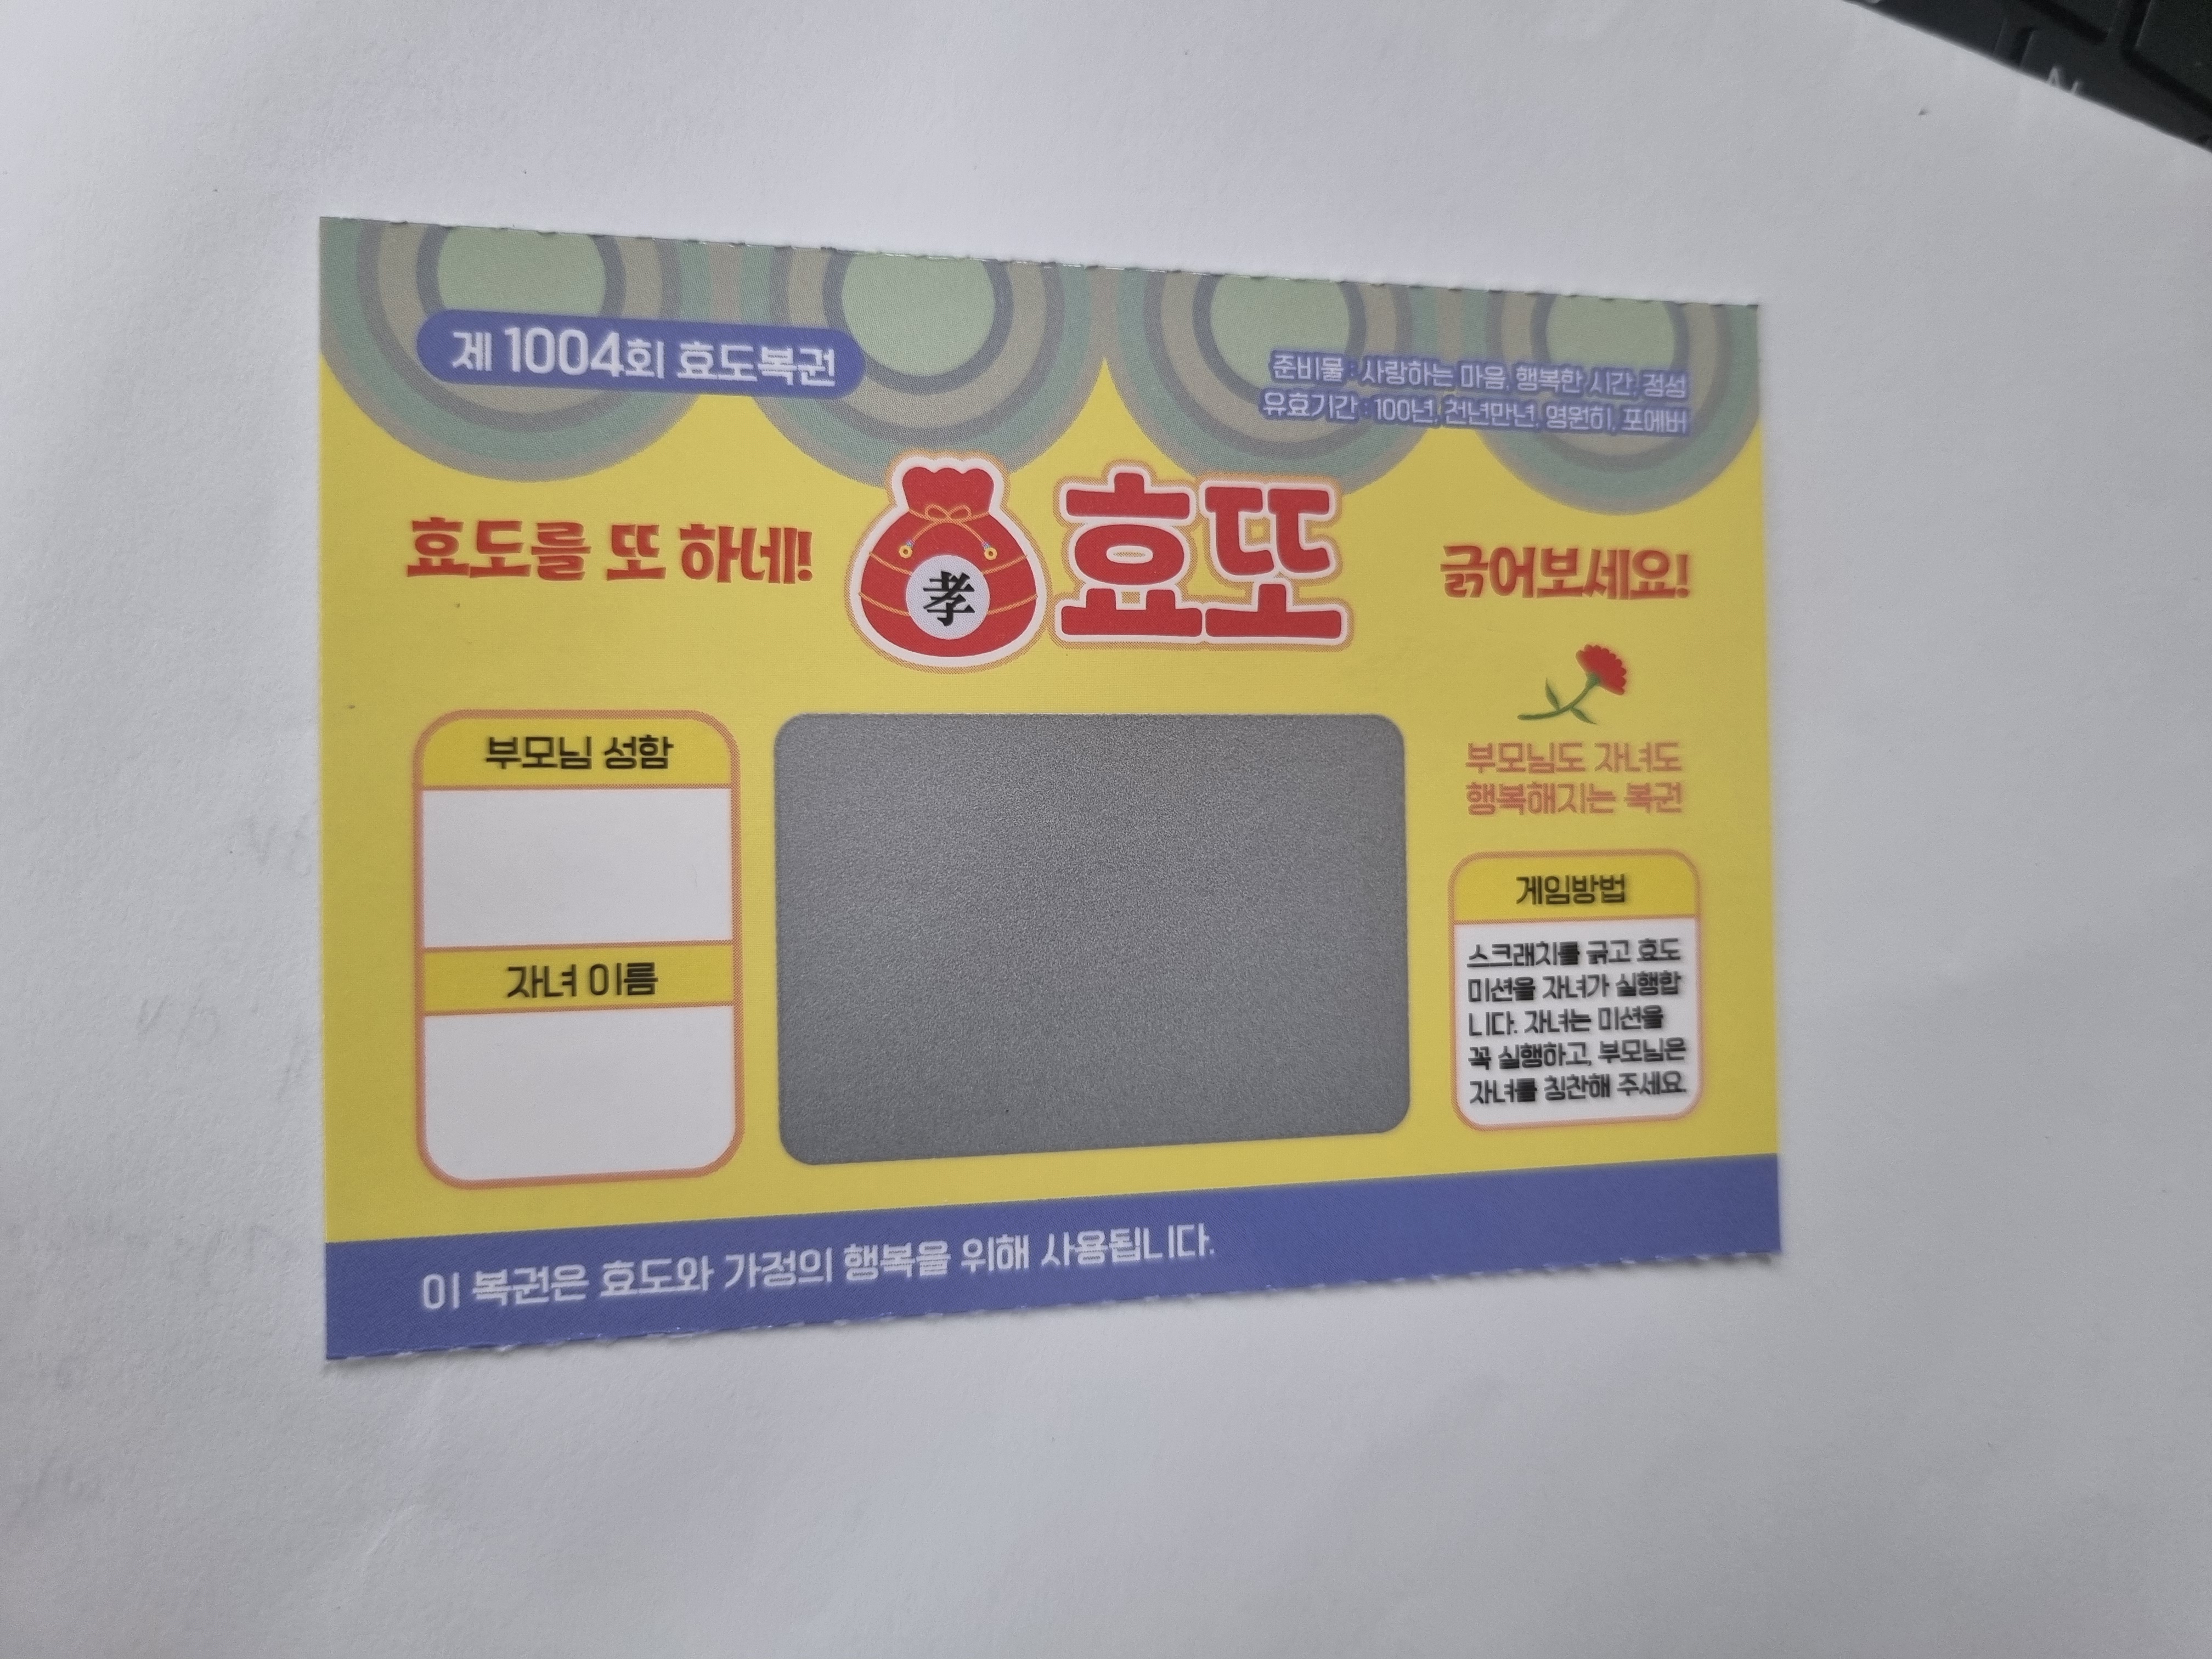 제 1004회 효도복권
준비물 : 사랑하는 마음, 행복한 시간, 정성
유효기간 : 100년, 천년만년, 영원히, 포에버
효도를 또 하네!
孝
효또
긁어보세요!
부모님 성함
자녀 이름
부모님도 자녀도
행복해지는 복권
게임방법
스크래치를 긁고 효도
미션을 자녀가 실행합
니다. 자녀는 미션을
꼭 실행하고, 부모님은
자녀를 칭찬해 주세요
이 복권은 효도와 가정의 행복을 위해 사용됩니다.